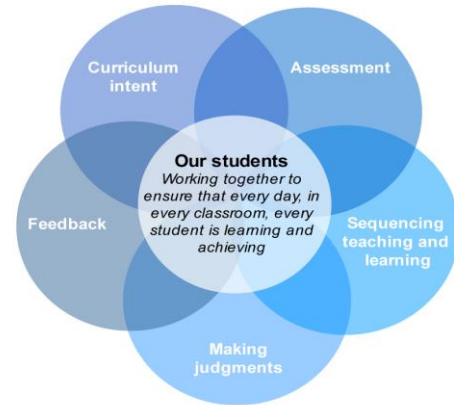 Curriculum
intent
Assessment
Our students
Working together to
ensure that every day, in
every classroom, every
student is learning and
achieving
Feedback
Sequencing
teaching and
learning
Making
judgments